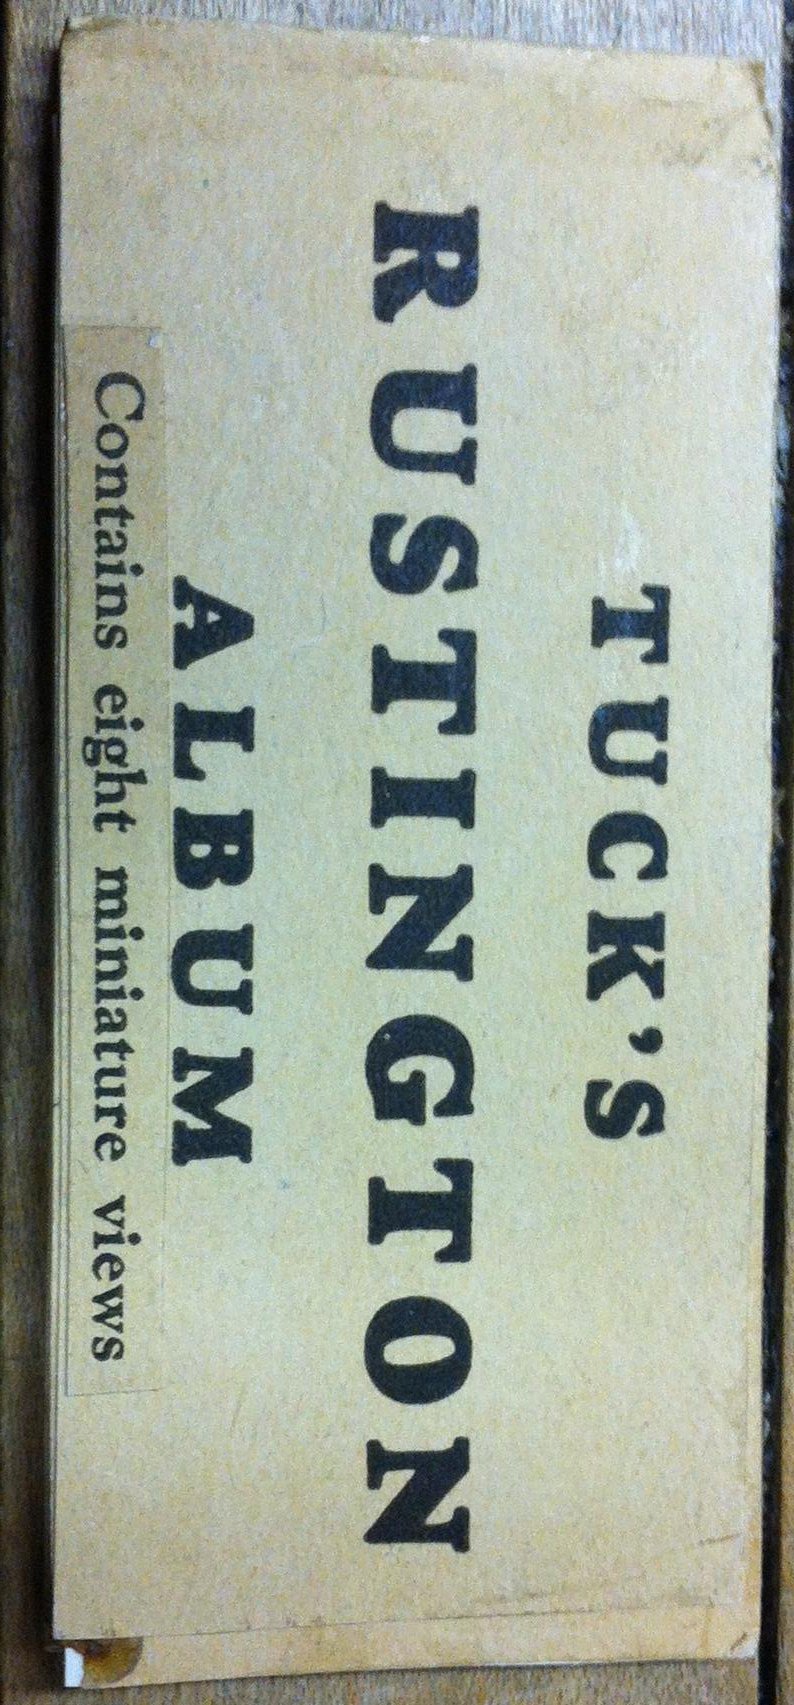 TUCK'S
RUSTINGTON
ALBUM
Contains eight miniature views